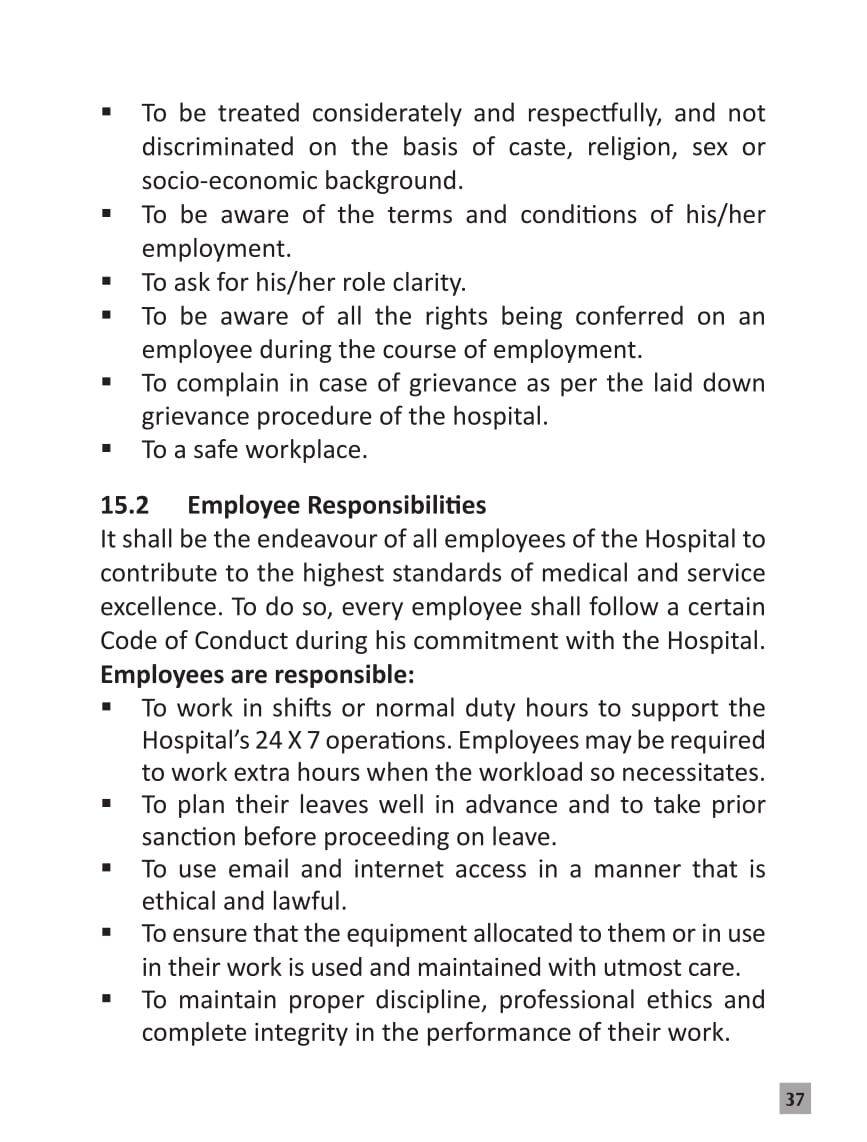 ▪ To be treated considerately and respectfully, and not
discriminated on the basis of caste, religion, sex or
socio-economic background.
▪ To be aware of the terms and conditions of his/her
employment.
▪ To ask for his/her role clarity.
▪ To be aware of all the rights being conferred on an
employee during the course of employment.
▪ To complain in case of grievance as per the laid down
grievance procedure of the hospital.
▪ To a safe workplace.
15.2 Employee Responsibilities
It shall be the endeavour of all employees of the Hospital to
contribute to the highest standards of medical and service
excellence. To do so, every employee shall follow a certain
Code of Conduct during his commitment with the Hospital.
Employees are responsible:
▪ To work in shifts or normal duty hours to support the
Hospital’s 24 X 7 operations. Employees may be required
to work extra hours when the workload so necessitates.
▪ To plan their leaves well in advance and to take prior
sanction before proceeding on leave.
▪ To use email and internet access in a manner that is
ethical and lawful.
▪ To ensure that the equipment allocated to them or in use
in their work is used and maintained with utmost care.
▪ To maintain proper discipline, professional ethics and
complete integrity in the performance of their work.
37